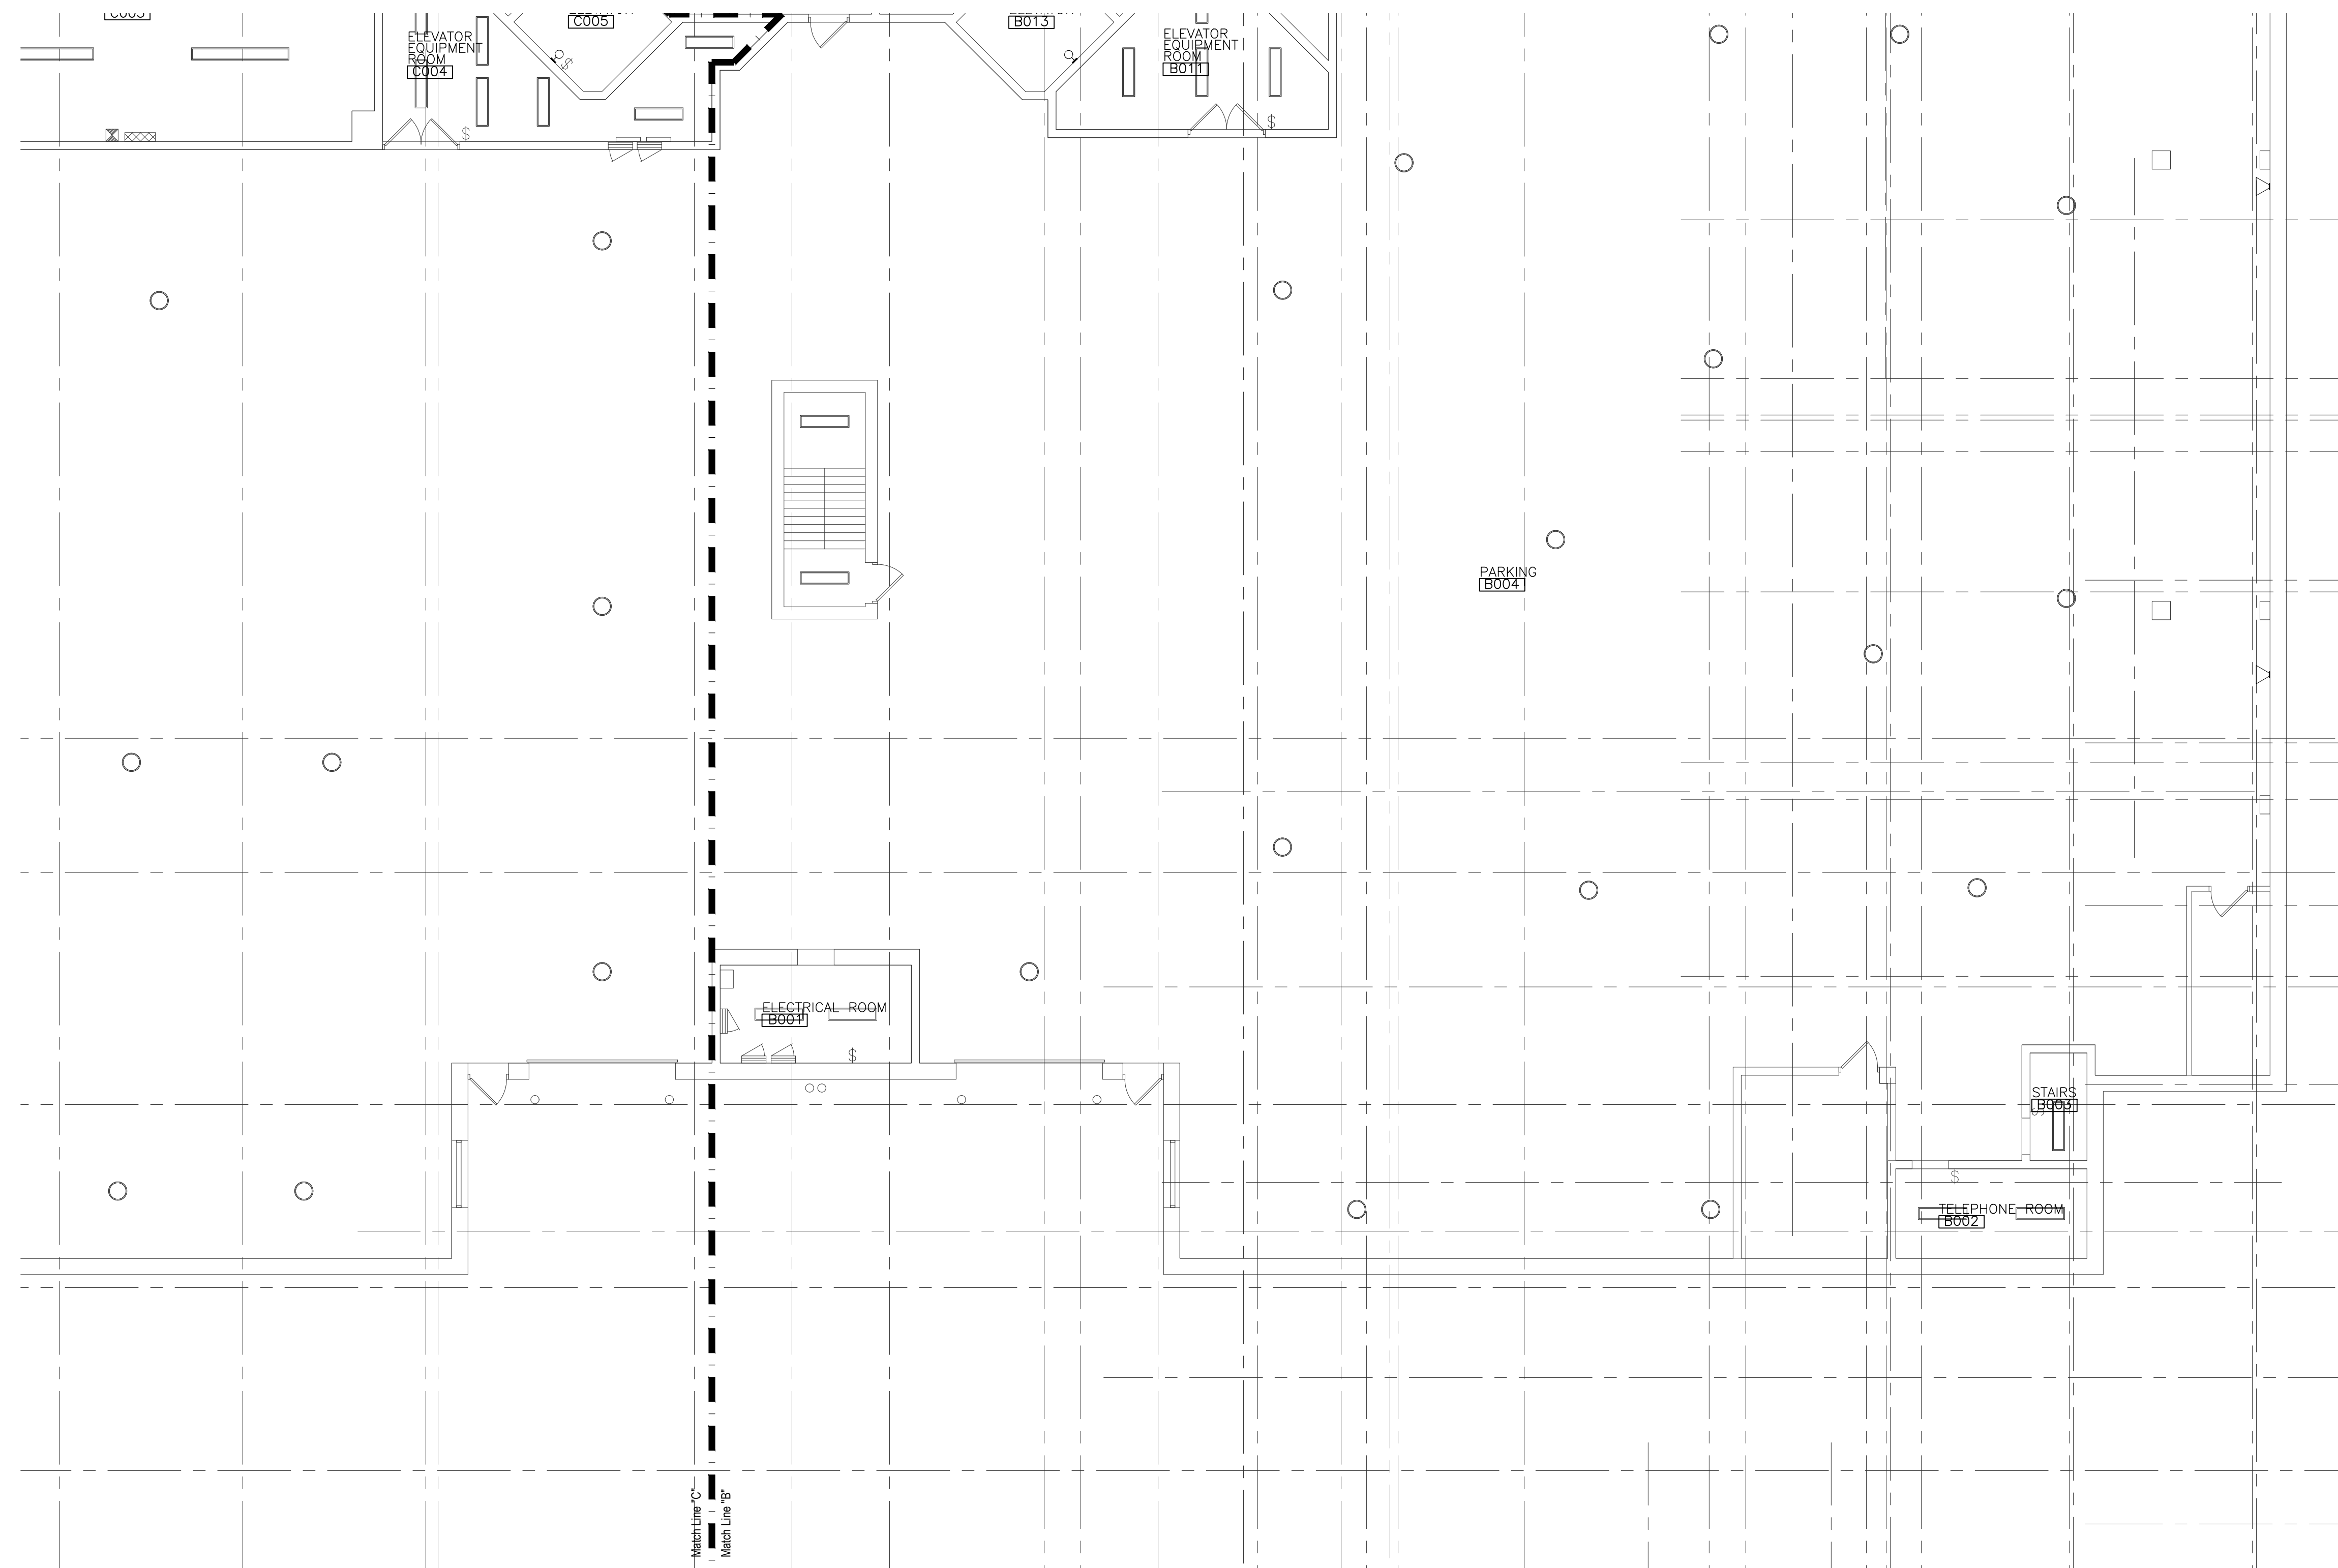 C005
B013
ELEVATOR
EQUIPMENT
ROOM
C004
$
$
ELEVATOR
EQUIPMENT
ROOM
B011
$
PARKING
B004
ELECTRICAL ROOM
B001
$
STAIRS
B003
$
TELEPHONE ROOM
B002
Match Line "C"
Match Line "B"